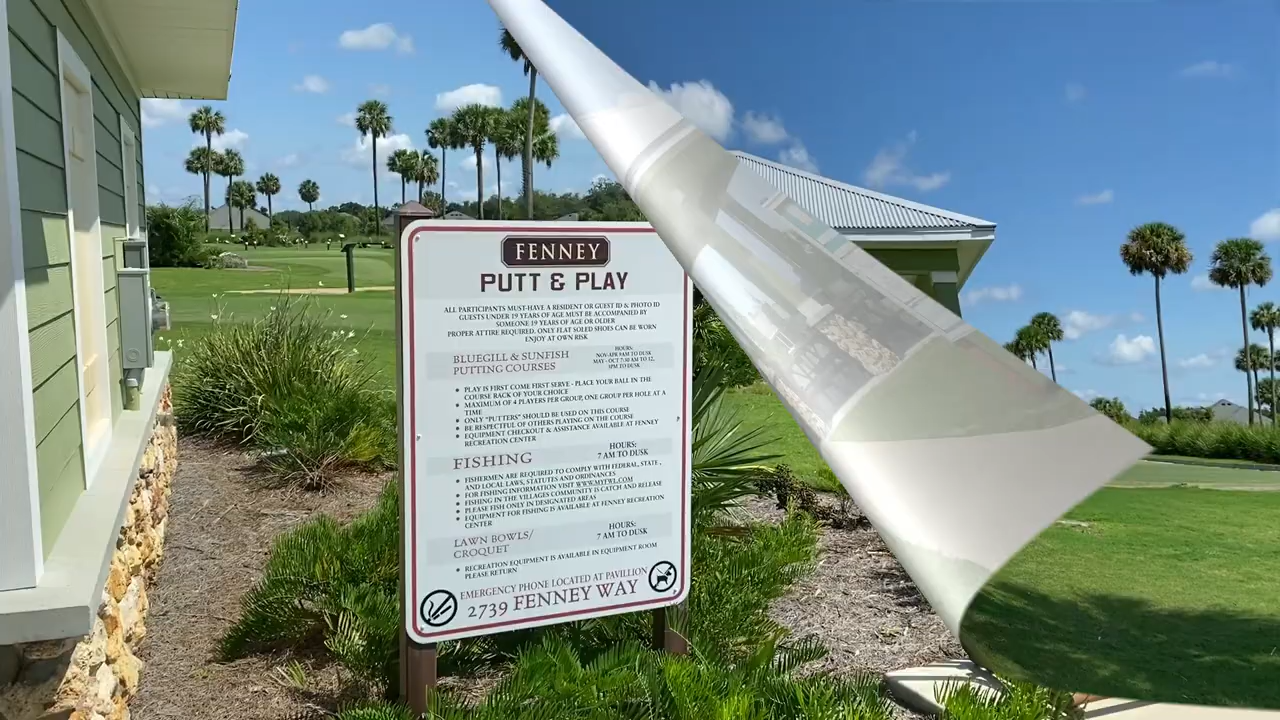 FENNEY
PUTT & PLAY
ALL PARTICIPANTS MUST HAVE A RESIDENT OR GUEST ID & PHOTO ID
GUESTS UNDER 19 YEARS OF AGE MUST BE ACCOMPANIED BY
SOMEONE 19 YEARS OF AGE OR OLDER
PROPER ATTIRE REQUIRED, ONLY FLAT SOLED SHOES CAN BE WORN
ENJOY AT OWN RISK
BLUEGILL & SUNFISH
PUTTING COURSES
HOURS:
NOV-APR 8AM TO DUSK
MAY - OCT 7:30 AM TO 12,
3PM TO DUSK
• PLAY IS FIRST COME FIRST SERVE - PLACE YOUR BALL IN THE
COURSE RACK OF YOUR CHOICE
• MAXIMUM OF 4 PLAYERS PER GROUP, ONE GROUP PER HOLE AT A
TIME
• ONLY "PUTTERS" SHOULD BE USED ON THIS COURSE
• BE RESPECTFUL OF OTHERS PLAYING ON THE COURSE
• EQUIPMENT CHECKOUT & ASSISTANCE AVAILABLE AT FENNEY
RECREATION CENTER
FISHING
HOURS:
7 AM TO DUSK
• FISHERMEN ARE REQUIRED TO COMPLY WITH FEDERAL, STATE,
AND LOCAL LAWS, STATUTES AND ORDINANCES
• FOR FISHING INFORMATION VISIT WWW.MYFWI.COM
• FISHING IN THE VILLAGES COMMUNITY IS CATCH AND RELEASE
• PLEASE FISH ONLY IN DESIGNATED AREAS
• EQUIPMENT FOR FISHING IS AVAILABLE AT FENNEY RECREATION
CENTER
LAWN BOWLS/
CROQUET
HOURS:
7 AM TO DUSK
• RECREATION EQUIPMENT IS AVAILABLE IN EQUIPMENT ROOM
PLEASE RETURN
EMERGENCY PHONE LOCATED AT PAVILLION
2739 FENNEY WAY